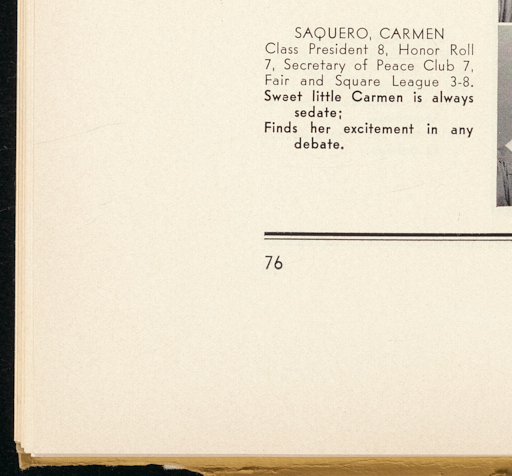 SAQUERO, CARMEN
Class President 8, Honor Roll
7, Secretary of Peace Club 7,
Fair and Square League 3-8.
Sweet little Carmen is always
sedate;
Finds her excitement in any
debate.
76